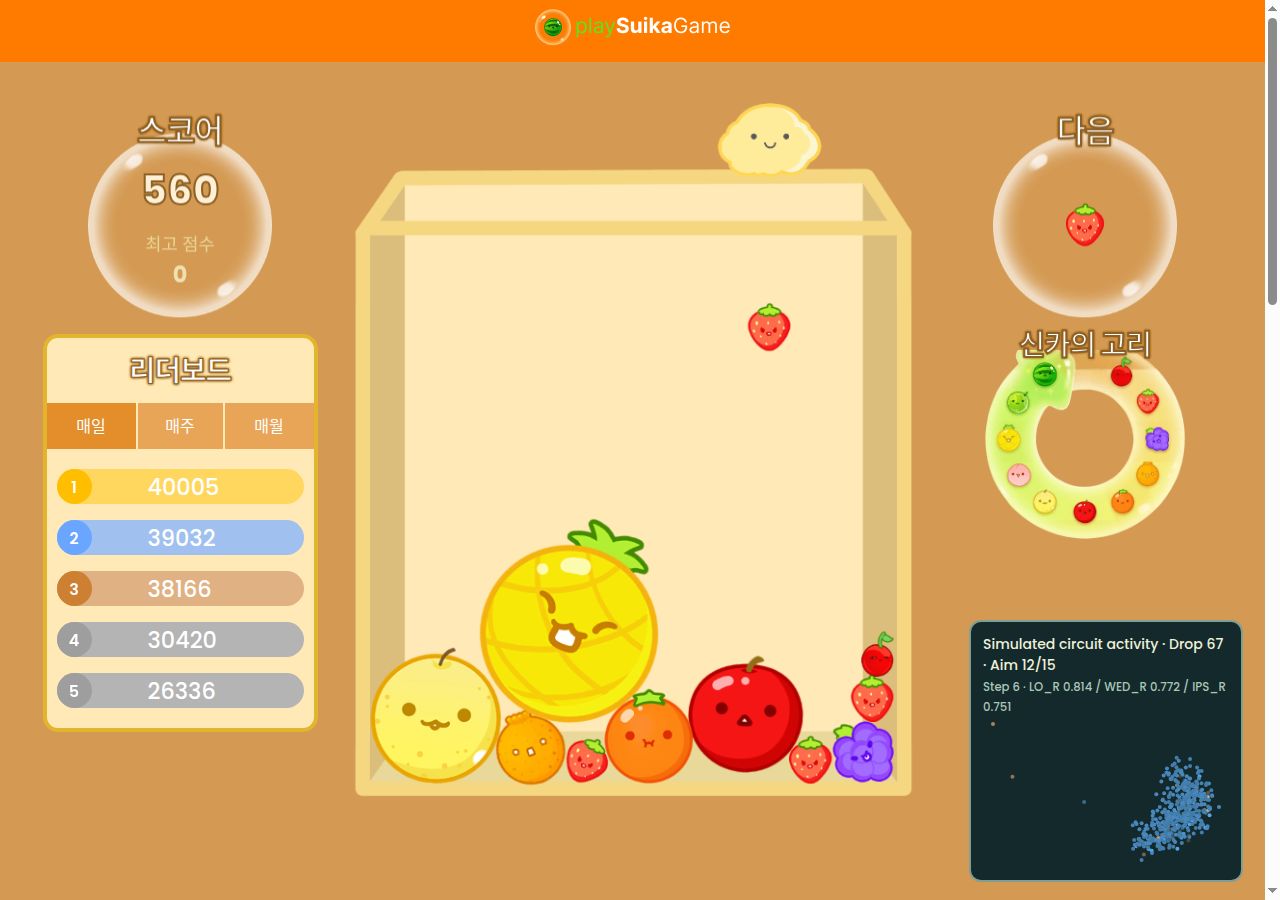 playSuikaGame
스코어
560
최고 점수
0
리더보드
매일 매주 매월
1 40005
2 39032
3 38166
4 30420
5 26336
다음
신카의 고리
Simulated circuit activity · Drop 67
· Aim 12/15
Step 6 · LO_R 0.814 / WED_R 0.772 / IPS_R
0.751